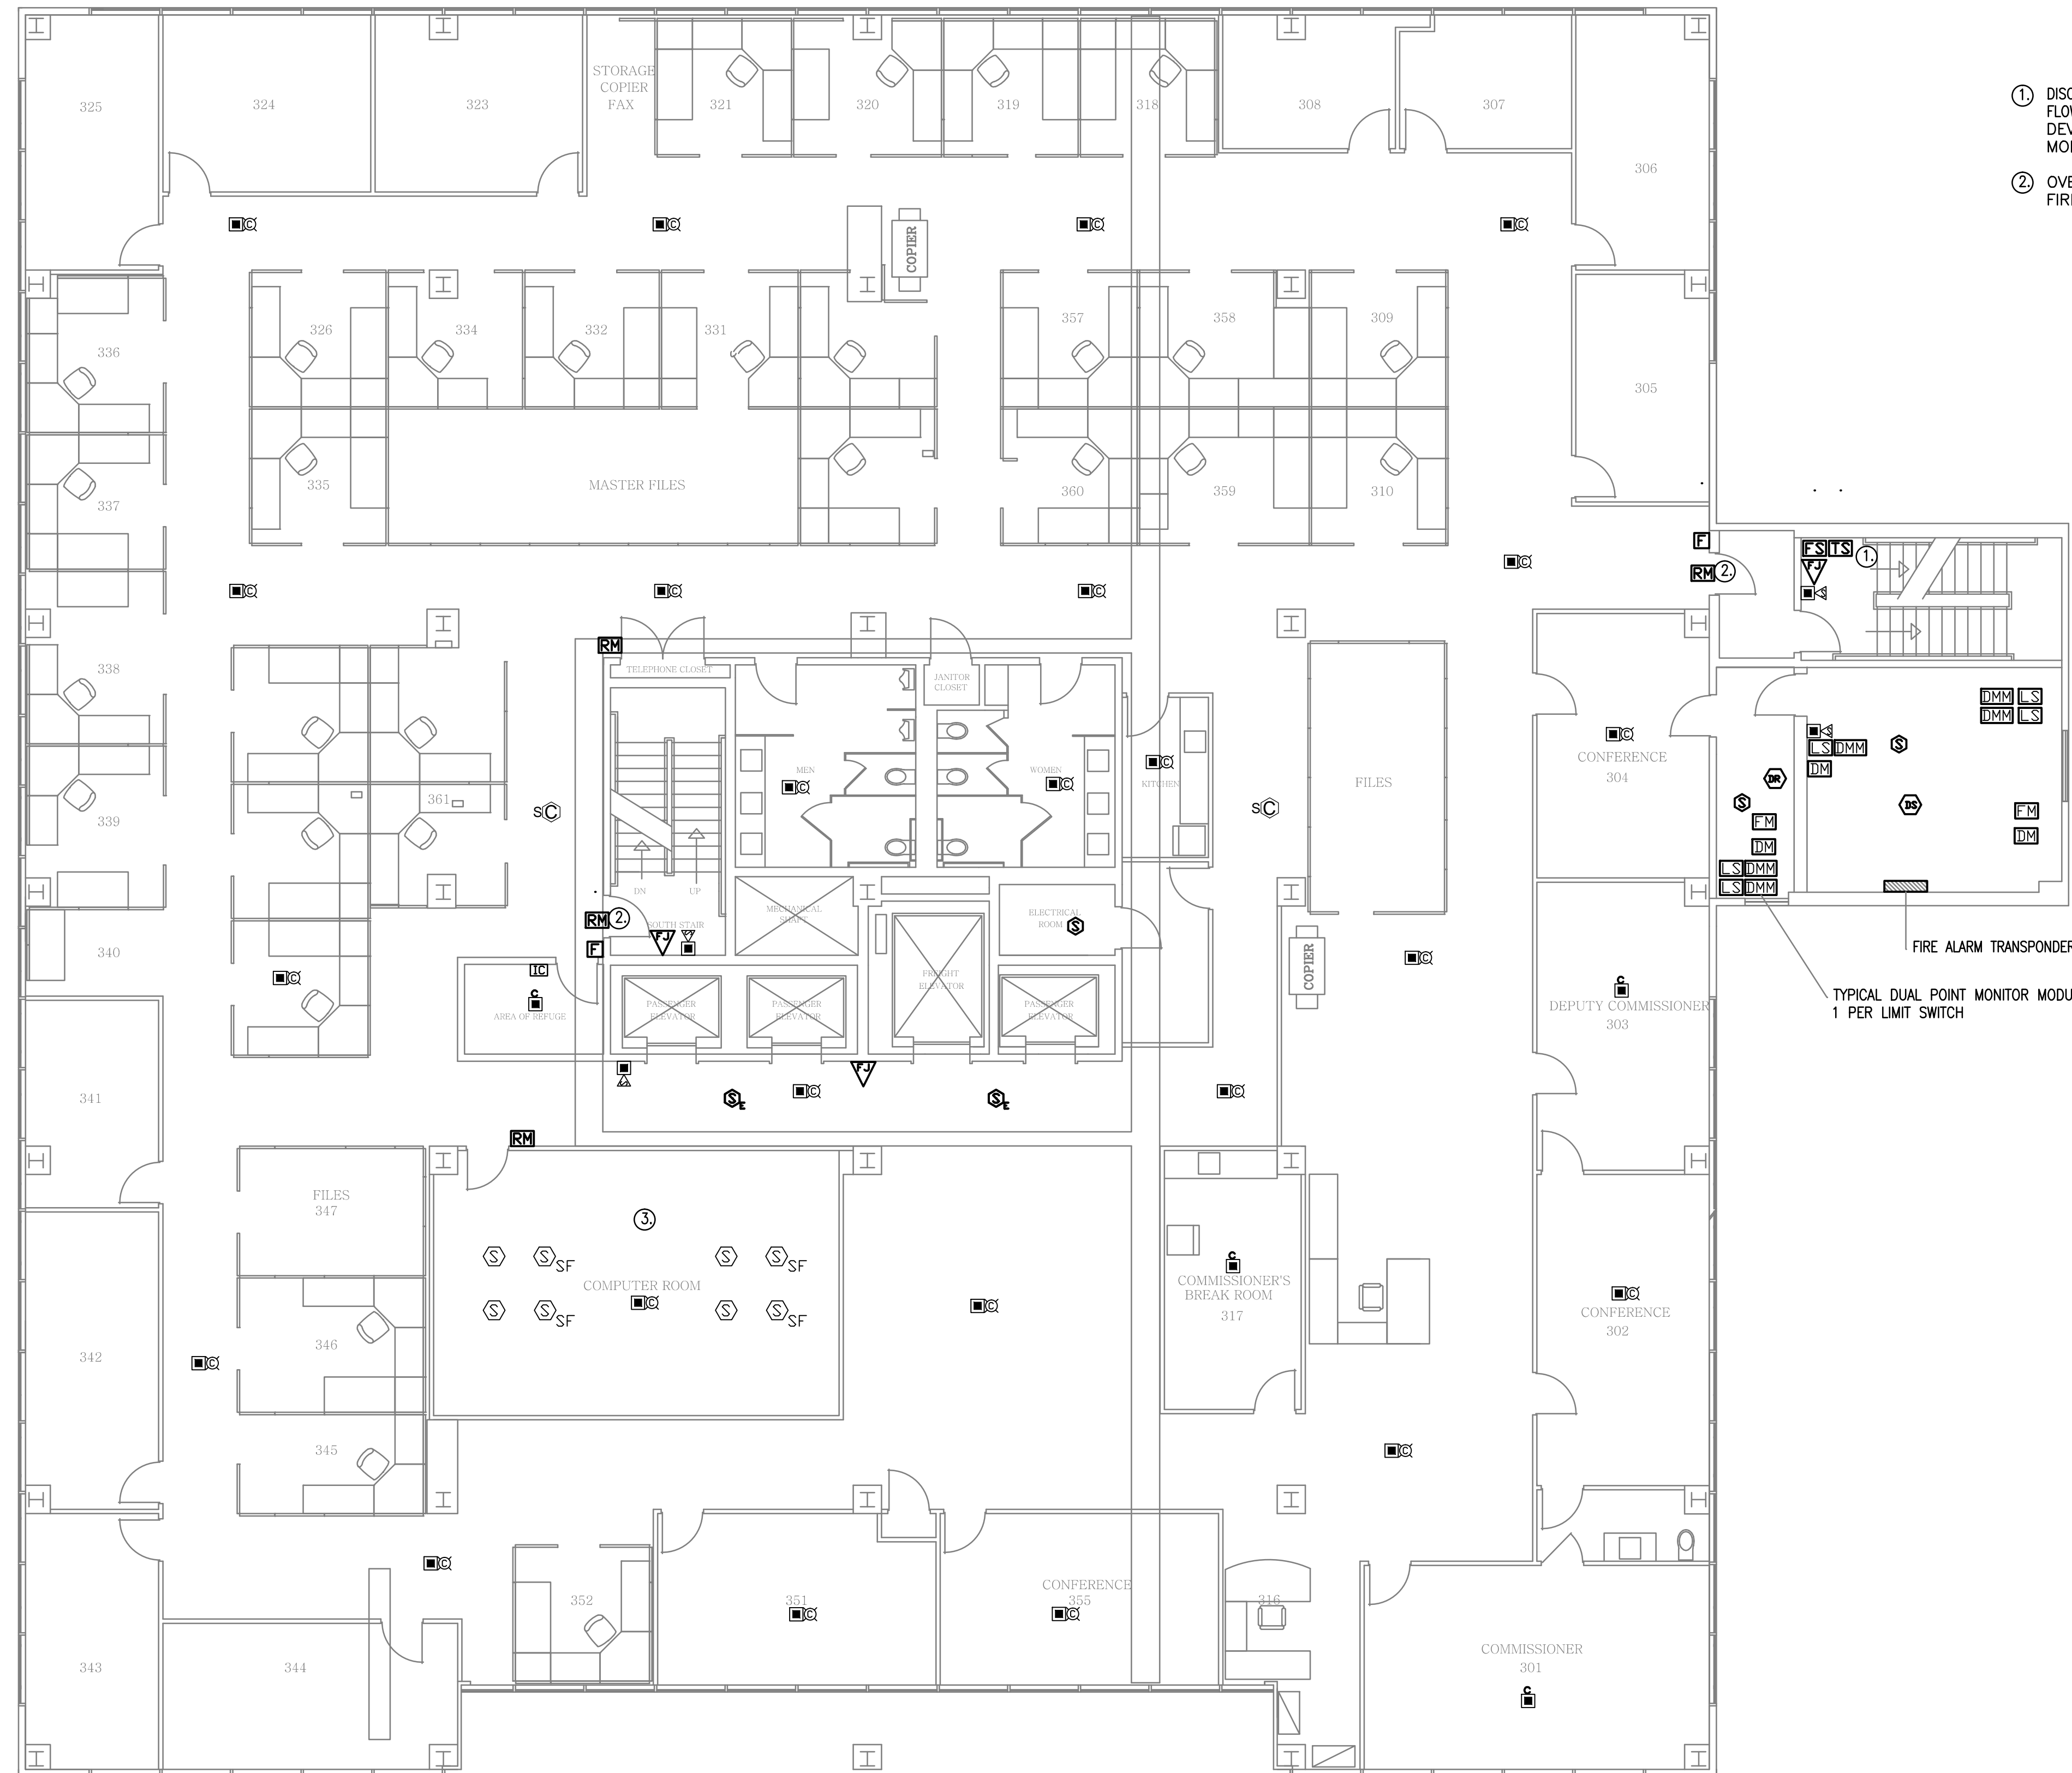 STORAGE
COPIER
FAX
325
324
323
321
320
319
318
308
307
306
1.
2.
COPIER
326
334
332
331
357
358
309
336
305
335
MASTER FILES
360
359
310
337
F
RM 2.
FS TS 1.
FJ
RM
TELEPHONE CLOSET
JANITOR
CLOSET
338
MEN
WOMEN
KITCHEN
FILES
CONFERENCE
304
DMM LS
DMM LS
LS DMM
DM
S
DR
DS
S
FM
DM
FM
DM
LS DMM
LS DMM
339
361
SC
SC
DN
UP
MECHANICAL
SHAFT
ELECTRICAL
ROOM
S
RM 2.
SOUTH STAIR
FJ
F
340
IC
C
AREA OF REFUGE
PASSENGER
ELEVATOR
PASSENGER
ELEVATOR
FREIGHT
ELEVATOR
PASSENGER
ELEVATOR
COPIER
C
DEPUTY COMMISSIONER
303
FIRE ALARM TRANSPONDER
TYPICAL DUAL POINT MONITOR
1 PER LIMIT SWITCH
341
FJ
S E
S E
RM
FILES
347
3.
S
S SF
S
S SF
COMPUTER ROOM
S
S SF
S
S SF
C
COMMISSIONER'S
BREAK ROOM
317
CONFERENCE
302
342
346
345
352
351
CONFERENCE
355
316
COMMISSIONER
301
C
343
344